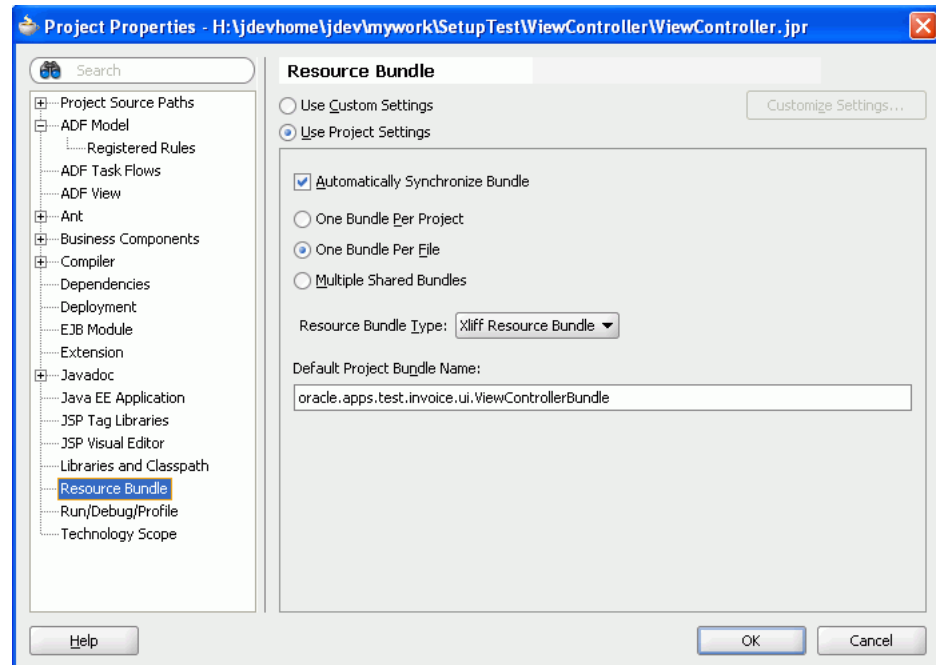 Project Properties - H:\jdevhome\jdev\mywork\SetupTest\ViewController\ViewController.jpr
Search
Project Source Paths
ADF Model
Registered Rules
ADF Task Flows
ADF View
Ant
Business Components
Compiler
Dependencies
Deployment
EJB Module
Extension
Javadoc
Java EE Application
JSP Tag Libraries
JSP Visual Editor
Libraries and Classpath
Resource Bundle
Run/Debug/Profile
Technology Scope
Resource Bundle
Use Custom Settings
Customize Settings...
Use Project Settings
Automatically Synchronize Bundle
One Bundle Per Project
One Bundle Per File
Multiple Shared Bundles
Resource Bundle Type: Xliff Resource Bundle
Default Project Bundle Name:
oracle.apps.test.invoice.ui.ViewControllerBundle
Help
OK
Cancel